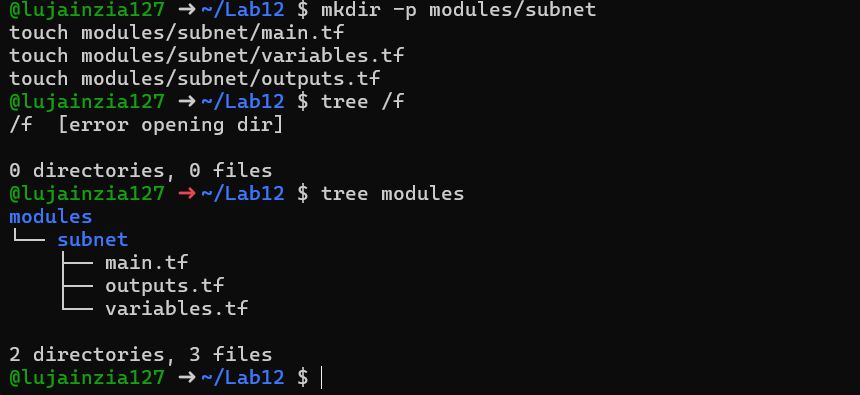 @lujainzia127 ➜~/Lab12 $ mkdir -p modules/subnet
touch modules/subnet/main.tf
touch modules/subnet/variables.tf
touch modules/subnet/outputs.tf
@lujainzia127 ➜~/Lab12 $ tree /f
/f  [error opening dir]
0 directories, 0 files
@lujainzia127 ➜~/Lab12 $ tree modules
modules
└── subnet
    ├── main.tf
    ├── outputs.tf
    └── variables.tf
2 directories, 3 files
@lujainzia127 ➜~/Lab12 $